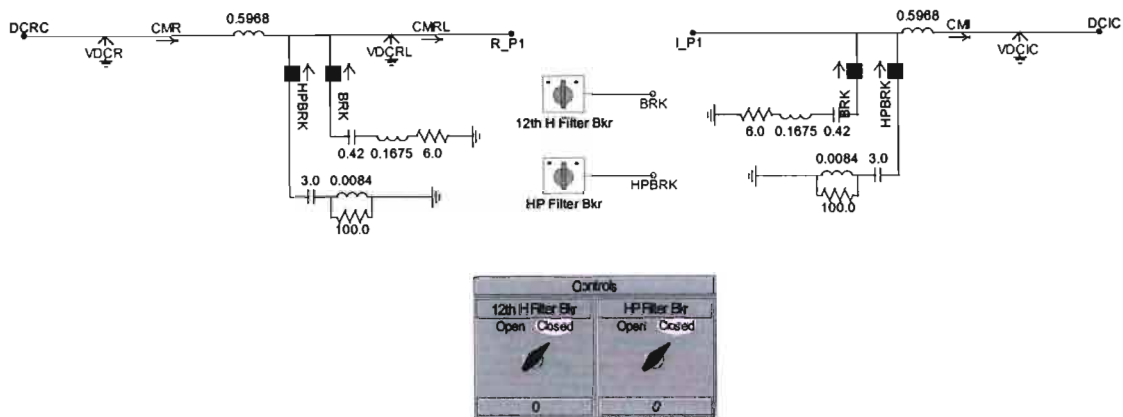 0.5968
0.5968
DCRC
CMR
CMRL
CMI
DCIC
VDCR
VDCRL
R_P1
I_P1
VDCIC
HPBRK
BRK
BRK
HPBRK
BRK
12th H Filter Bkr
0.42 0.1675 6.0
6.0 0.1675 0.42
3.0 0.0084
0.0084 3.0
HPBRK
HP Filter Bkr
100.0
100.0
Controls
12th H Filter Bkr
HP Filter Bkr
Open Closed
Open Closed
0
0